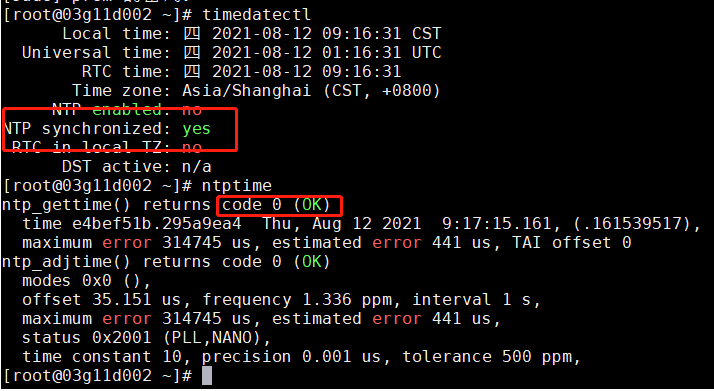 [root@03g11d002 ~]# timedatectl
Local time: 四 2021-08-12 09:16:31 CST
Universal time: 四 2021-08-12 01:16:31 UTC
RTC time: 四 2021-08-12 09:16:31
Time zone: Asia/Shanghai (CST, +0800)
NTP enabled: no
NTP synchronized: yes
RTC in local TZ: no
DST active: n/a
[root@03g11d002 ~]# ntptime
ntp_gettime() returns code 0 (OK)
time e4bef51b.295a9ea4 Thu, Aug 12 2021 9:17:15.161, (.161539517),
maximum error 314745 us, estimated error 441 us, TAI offset 0
ntp_adjtime() returns code 0 (OK)
modes 0x0 (),
offset 35.151 us, frequency 1.336 ppm, interval 1 s,
maximum error 314745 us, estimated error 441 us,
status 0x2001 (PLL,NANO),
time constant 10, precision 0.001 us, tolerance 500 ppm,
[root@03g11d002 ~]#